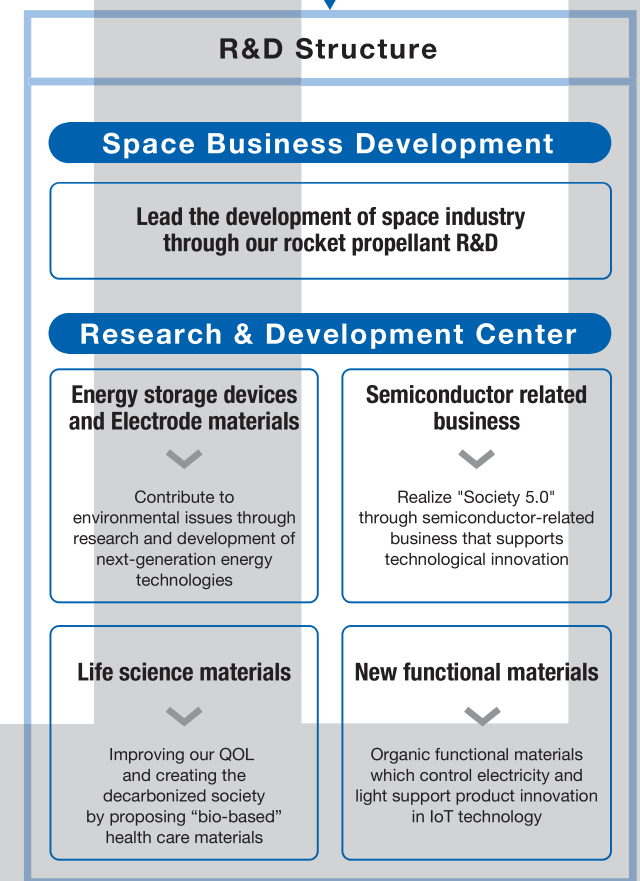 R&D Structure
Space Business Development
Lead the development of space industry
through our rocket propellant R&D
Research & Development Center
Energy storage devices
and Electrode materials
Contribute to
environmental issues through
research and development of
next-generation energy
technologies
Semiconductor related
business
Realize "Society 5.0"
through semiconductor-related
business that supports
technological innovation
Life science materials
Improving our QOL
and creating the
decarbonized society
by proposing “bio-based”
health care materials
New functional materials
Organic functional materials
which control electricity and
light support product innovation
in IoT technology